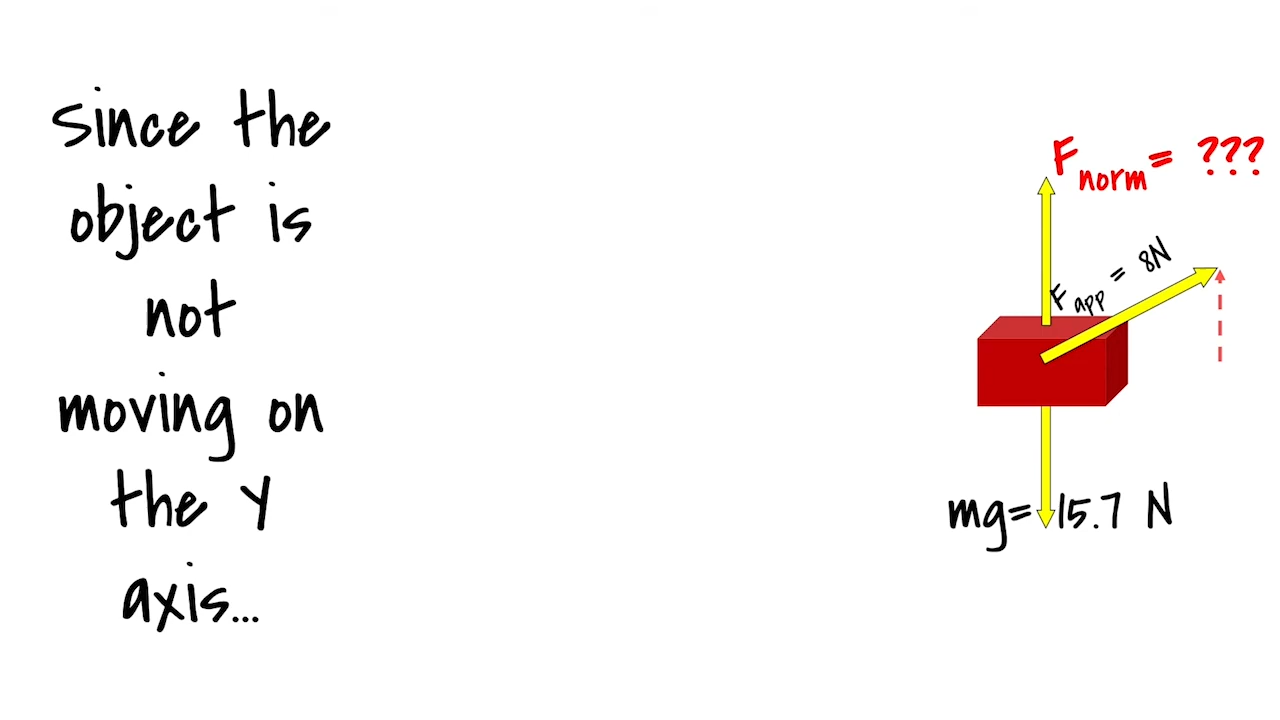 Since the
object is
not
moving on
the y
axis...
Fnorm= ???
Fapp = 8N
mg= 15.7 N